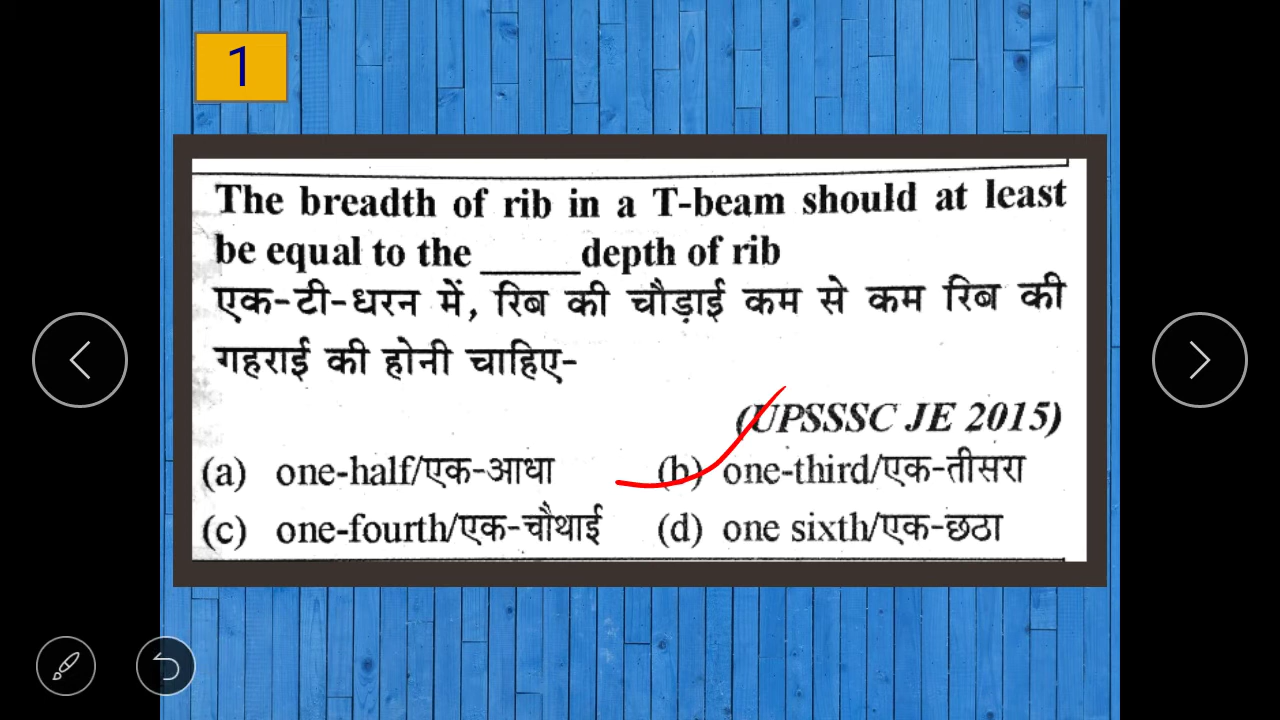 1
The breadth of rib in a T-beam should at least
be equal to the _____depth of rib
एक-टी-धरन में, रिब की चौड़ाई कम से कम रिब की
गहराई की होनी चाहिए-
(UPSSSC JE 2015)
(a) one-half/एक-आधा (b) one-third/एक-तीसरा
(c) one-fourth/एक-चौथाई (d) one sixth/एक-छठा